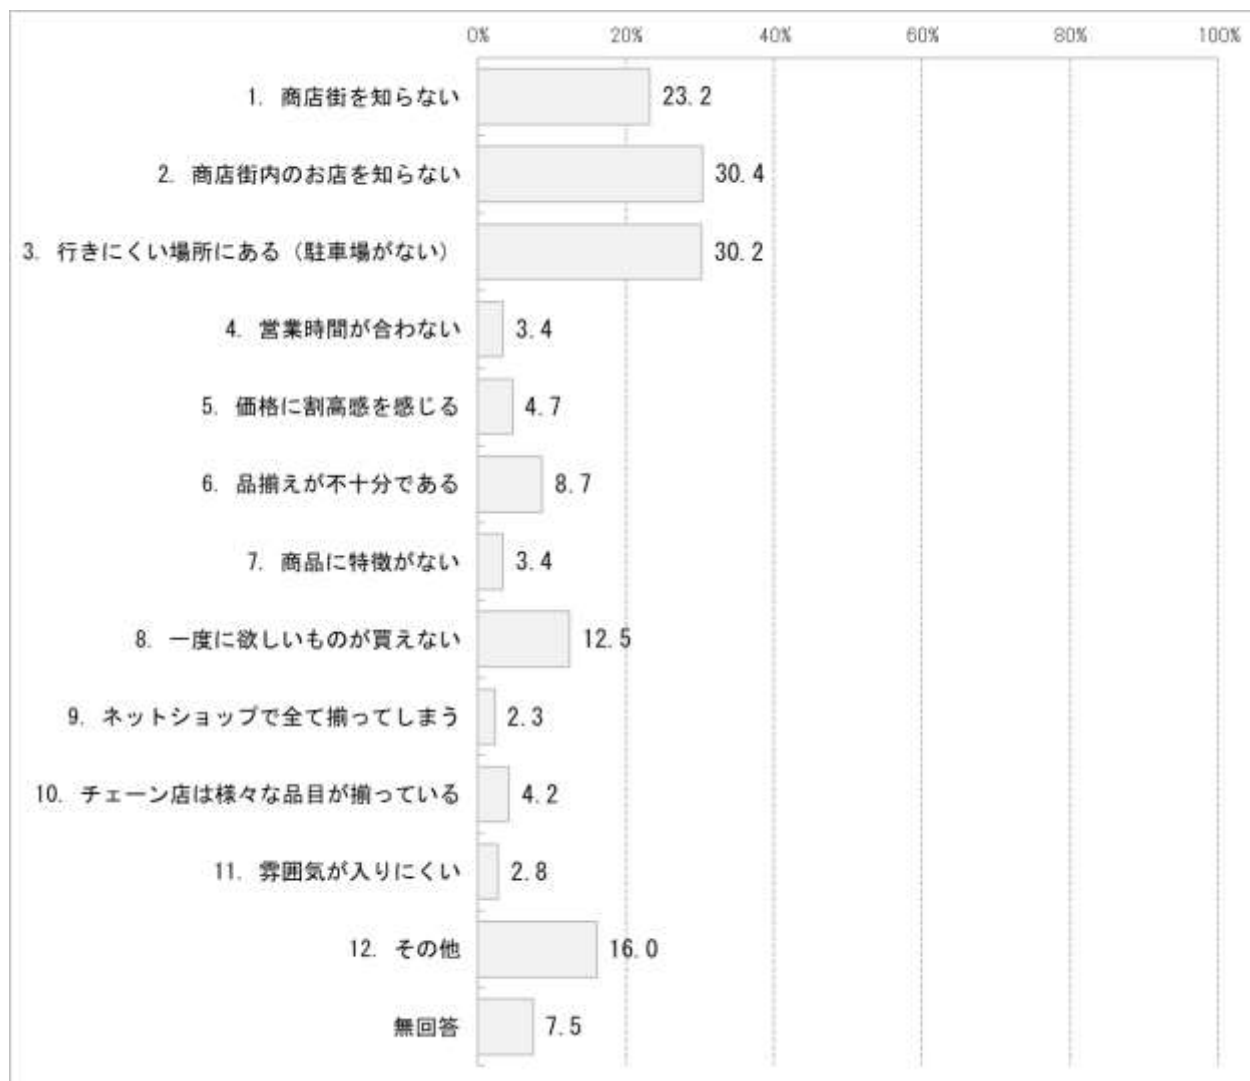 0% 20% 40% 60% 80% 100%
1. 商店街を知らない 23.2
2. 商店街内のお店を知らない 30.4
3. 行きにくい場所にある（駐車場がない） 30.2
4. 営業時間が合わない 3.4
5. 価格に割高感を感じる 4.7
6. 品揃えが不十分である 8.7
7. 商品に特徴がない 3.4
8. 一度に欲しいものが買えない 12.5
9. ネットショップで全て揃ってしまう 2.3
10. チェーン店は様々な品目が揃っている 4.2
11. 雰囲気が入りにくい 2.8
12. その他 16.0
無回答 7.5